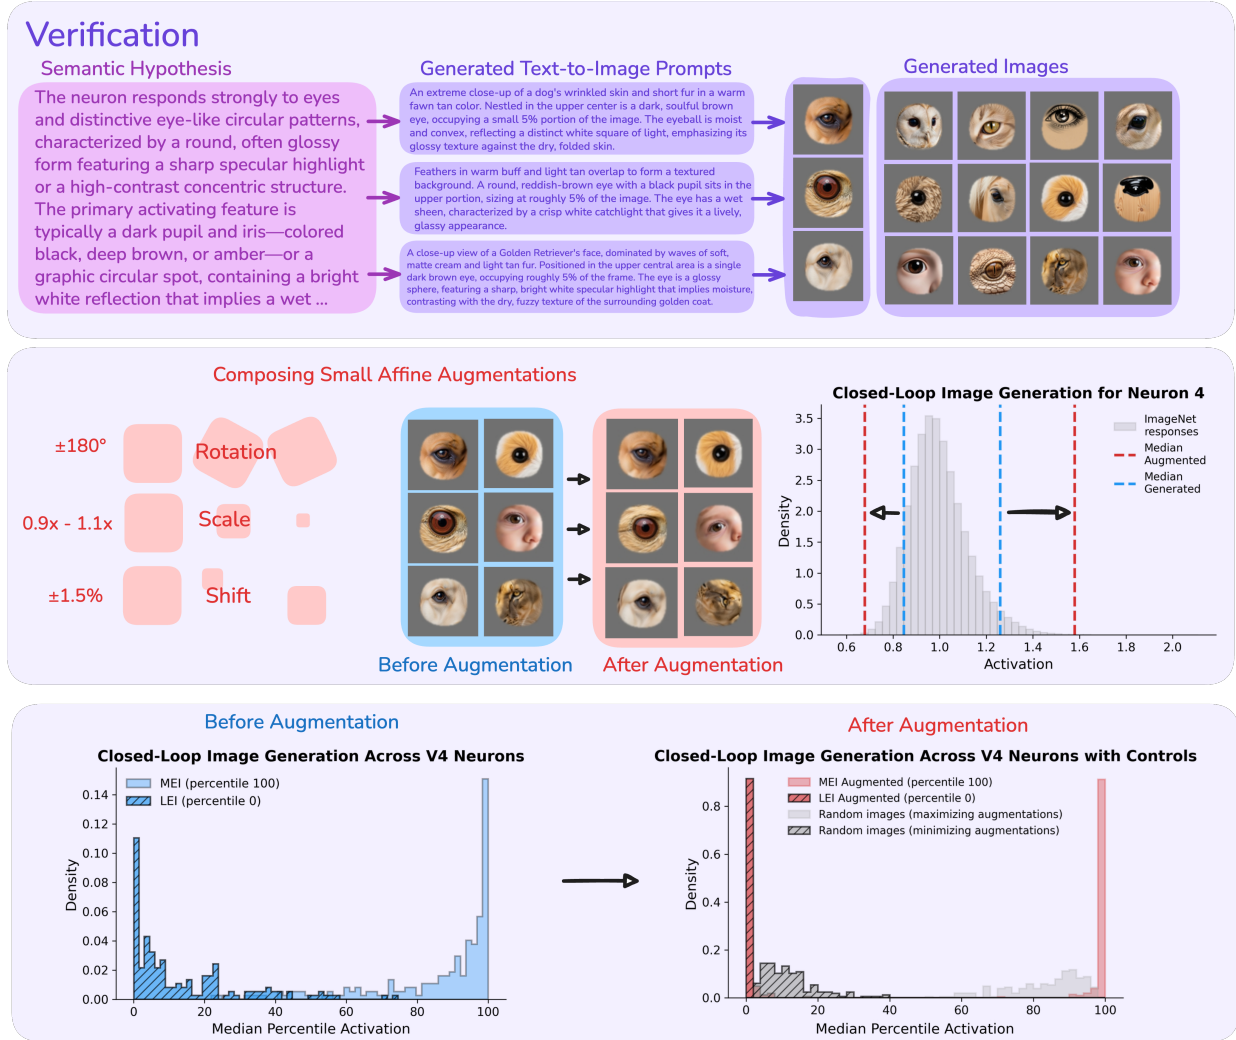 Verification
Semantic Hypothesis
The neuron responds strongly to eyes
and distinctive eye-like circular patterns,
characterized by a round, often glossy
form featuring a sharp specular highlight
or a high-contrast concentric structure.
The primary activating feature is
typically a dark pupil and iris—colored
black, deep brown, or amber—or a
graphic circular spot, containing a bright
white reflection that implies a wet ...
Generated Text-to-Image Prompts
An extreme close-up of a dog's wrinkled skin and short fur in a warm
fawn tan color. Nestled in the upper center is a dark, soulful brown
eye, occupying a small 5% portion of the image. The eyeball is moist
and convex, reflecting a distinct white square of light, emphasizing its
glossy texture against the dry, folded skin.
Feathers in warm buff and light tan overlap to form a textured
background. A round, reddish-brown eye with a black pupil sits in the
upper portion, sizing at roughly 5% of the image. The eye has a wet
sheen, characterized by a crisp white catchlight that gives it a lively,
glassy appearance.
A close-up view of a Golden Retriever's face, dominated by waves of soft,
matte cream and light tan fur. Positioned in the upper central area is a single
dark brown eye, occupying roughly 5% of the frame. The eye is a glossy
sphere, featuring a sharp, bright white specular highlight that implies moisture,
contrasting with the dry, fuzzy texture of the surrounding golden coat.
Generated Images
Composing Small Affine Augmentations
±180°
Rotation
0.9x - 1.1x
Scale
±1.5%
Shift
Before Augmentation
After Augmentation
Closed-Loop Image Generation for Neuron 4
Density
3.5
3.0
2.5
2.0
1.5
1.0
0.5
0.0
0.6 0.8 1.0 1.2 1.4 1.6 1.8 2.0
Activation
ImageNet
responses
Median
Augmented
Median
Generated
Before Augmentation
Closed-Loop Image Generation Across V4 Neurons
MEI (percentile 100)
LEI (percentile 0)
Density
0.14
0.12
0.10
0.08
0.06
0.04
0.02
0.00
0 20 40 60 80 100
Median Percentile Activation
After Augmentation
Closed-Loop Image Generation Across V4 Neurons with Controls
MEI Augmented (percentile 100)
LEI Augmented (percentile 0)
Random images (maximizing augmentations)
Random images (minimizing augmentations)
Density
0.8
0.6
0.4
0.2
0.0
0 20 40 60 80 100
Median Percentile Activation